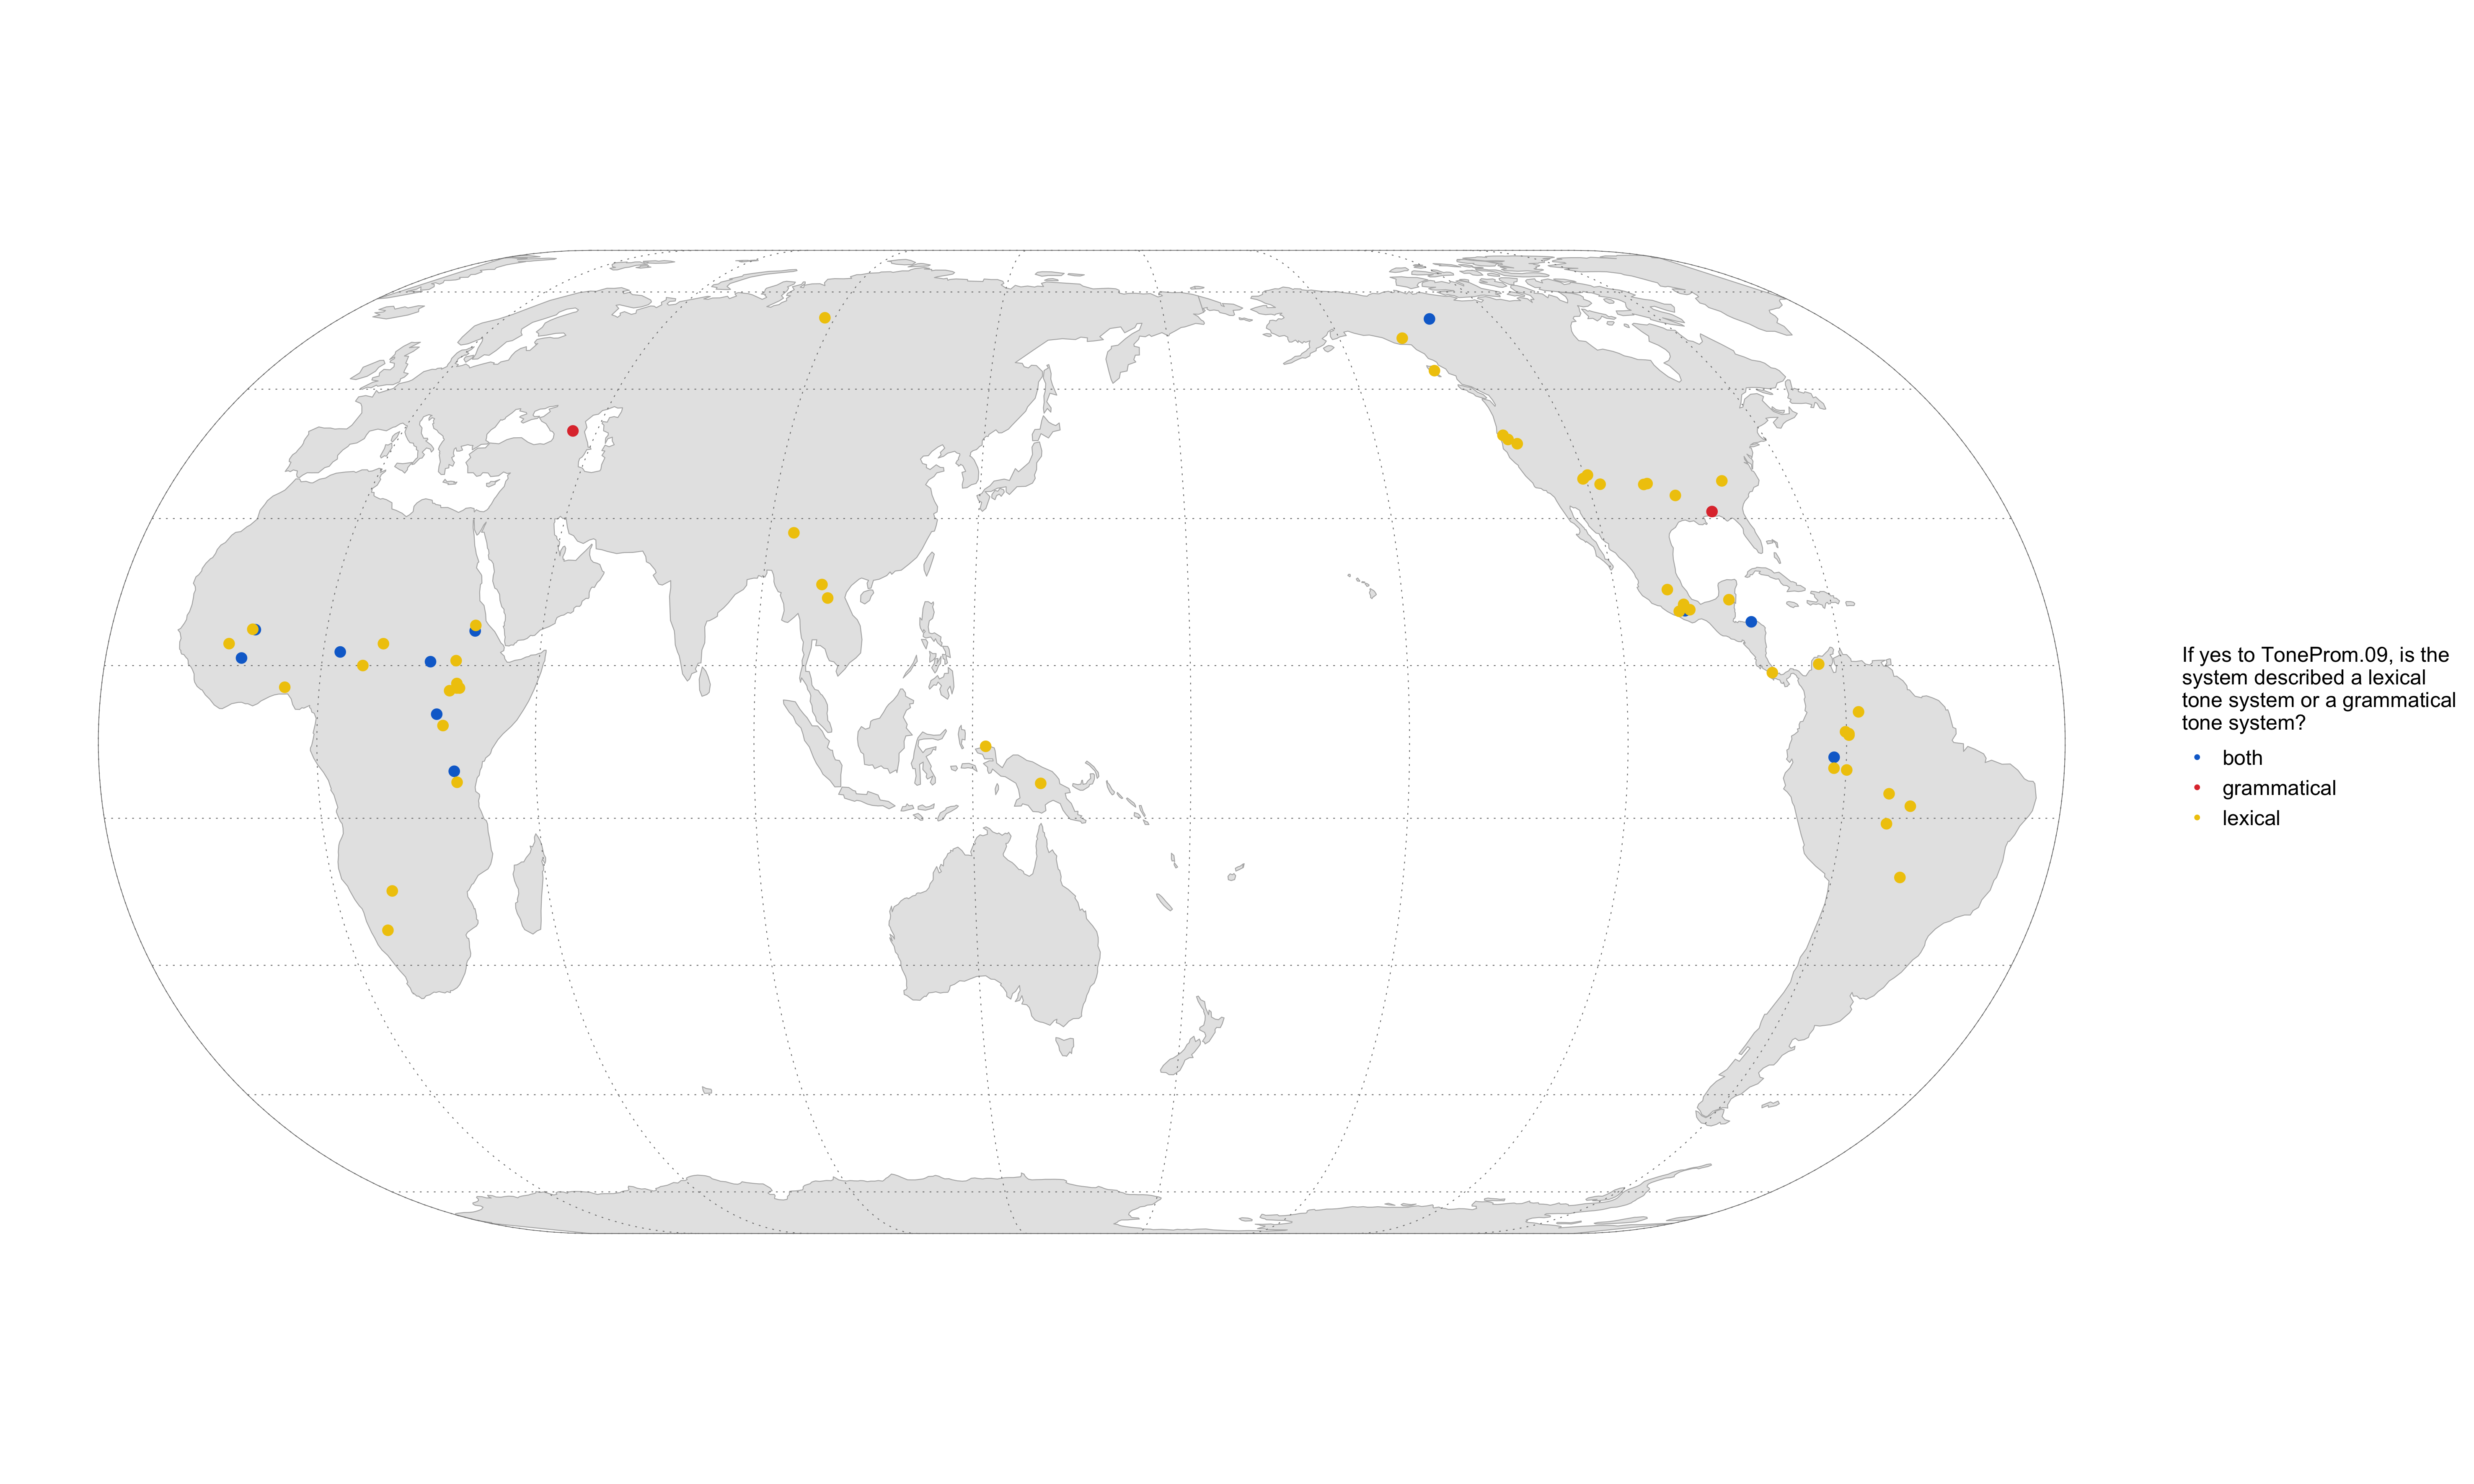 If yes to ToneProm.09, is the
system described a lexical
tone system or a grammatical
tone system?
both
grammatical
lexical